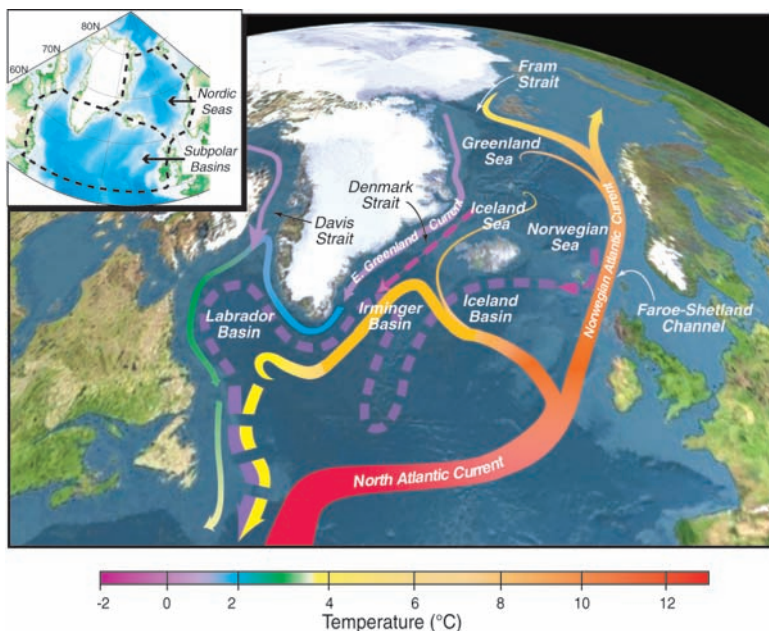 80N
70N
60N
Nordic
Seas
Subpolar
Basins
Fram
Strait
Greenland
Sea
Denmark
Strait
Iceland
Sea
Norwegian
Sea
Davis
Strait
E. Greenland Current
Norwegian Atlantic Current
Labrador
Basin
Irminger
Basin
Iceland
Basin
Faroe-Shetland
Channel
North Atlantic Current
-2 0 2 4 6 8 10 12
Temperature (°C)